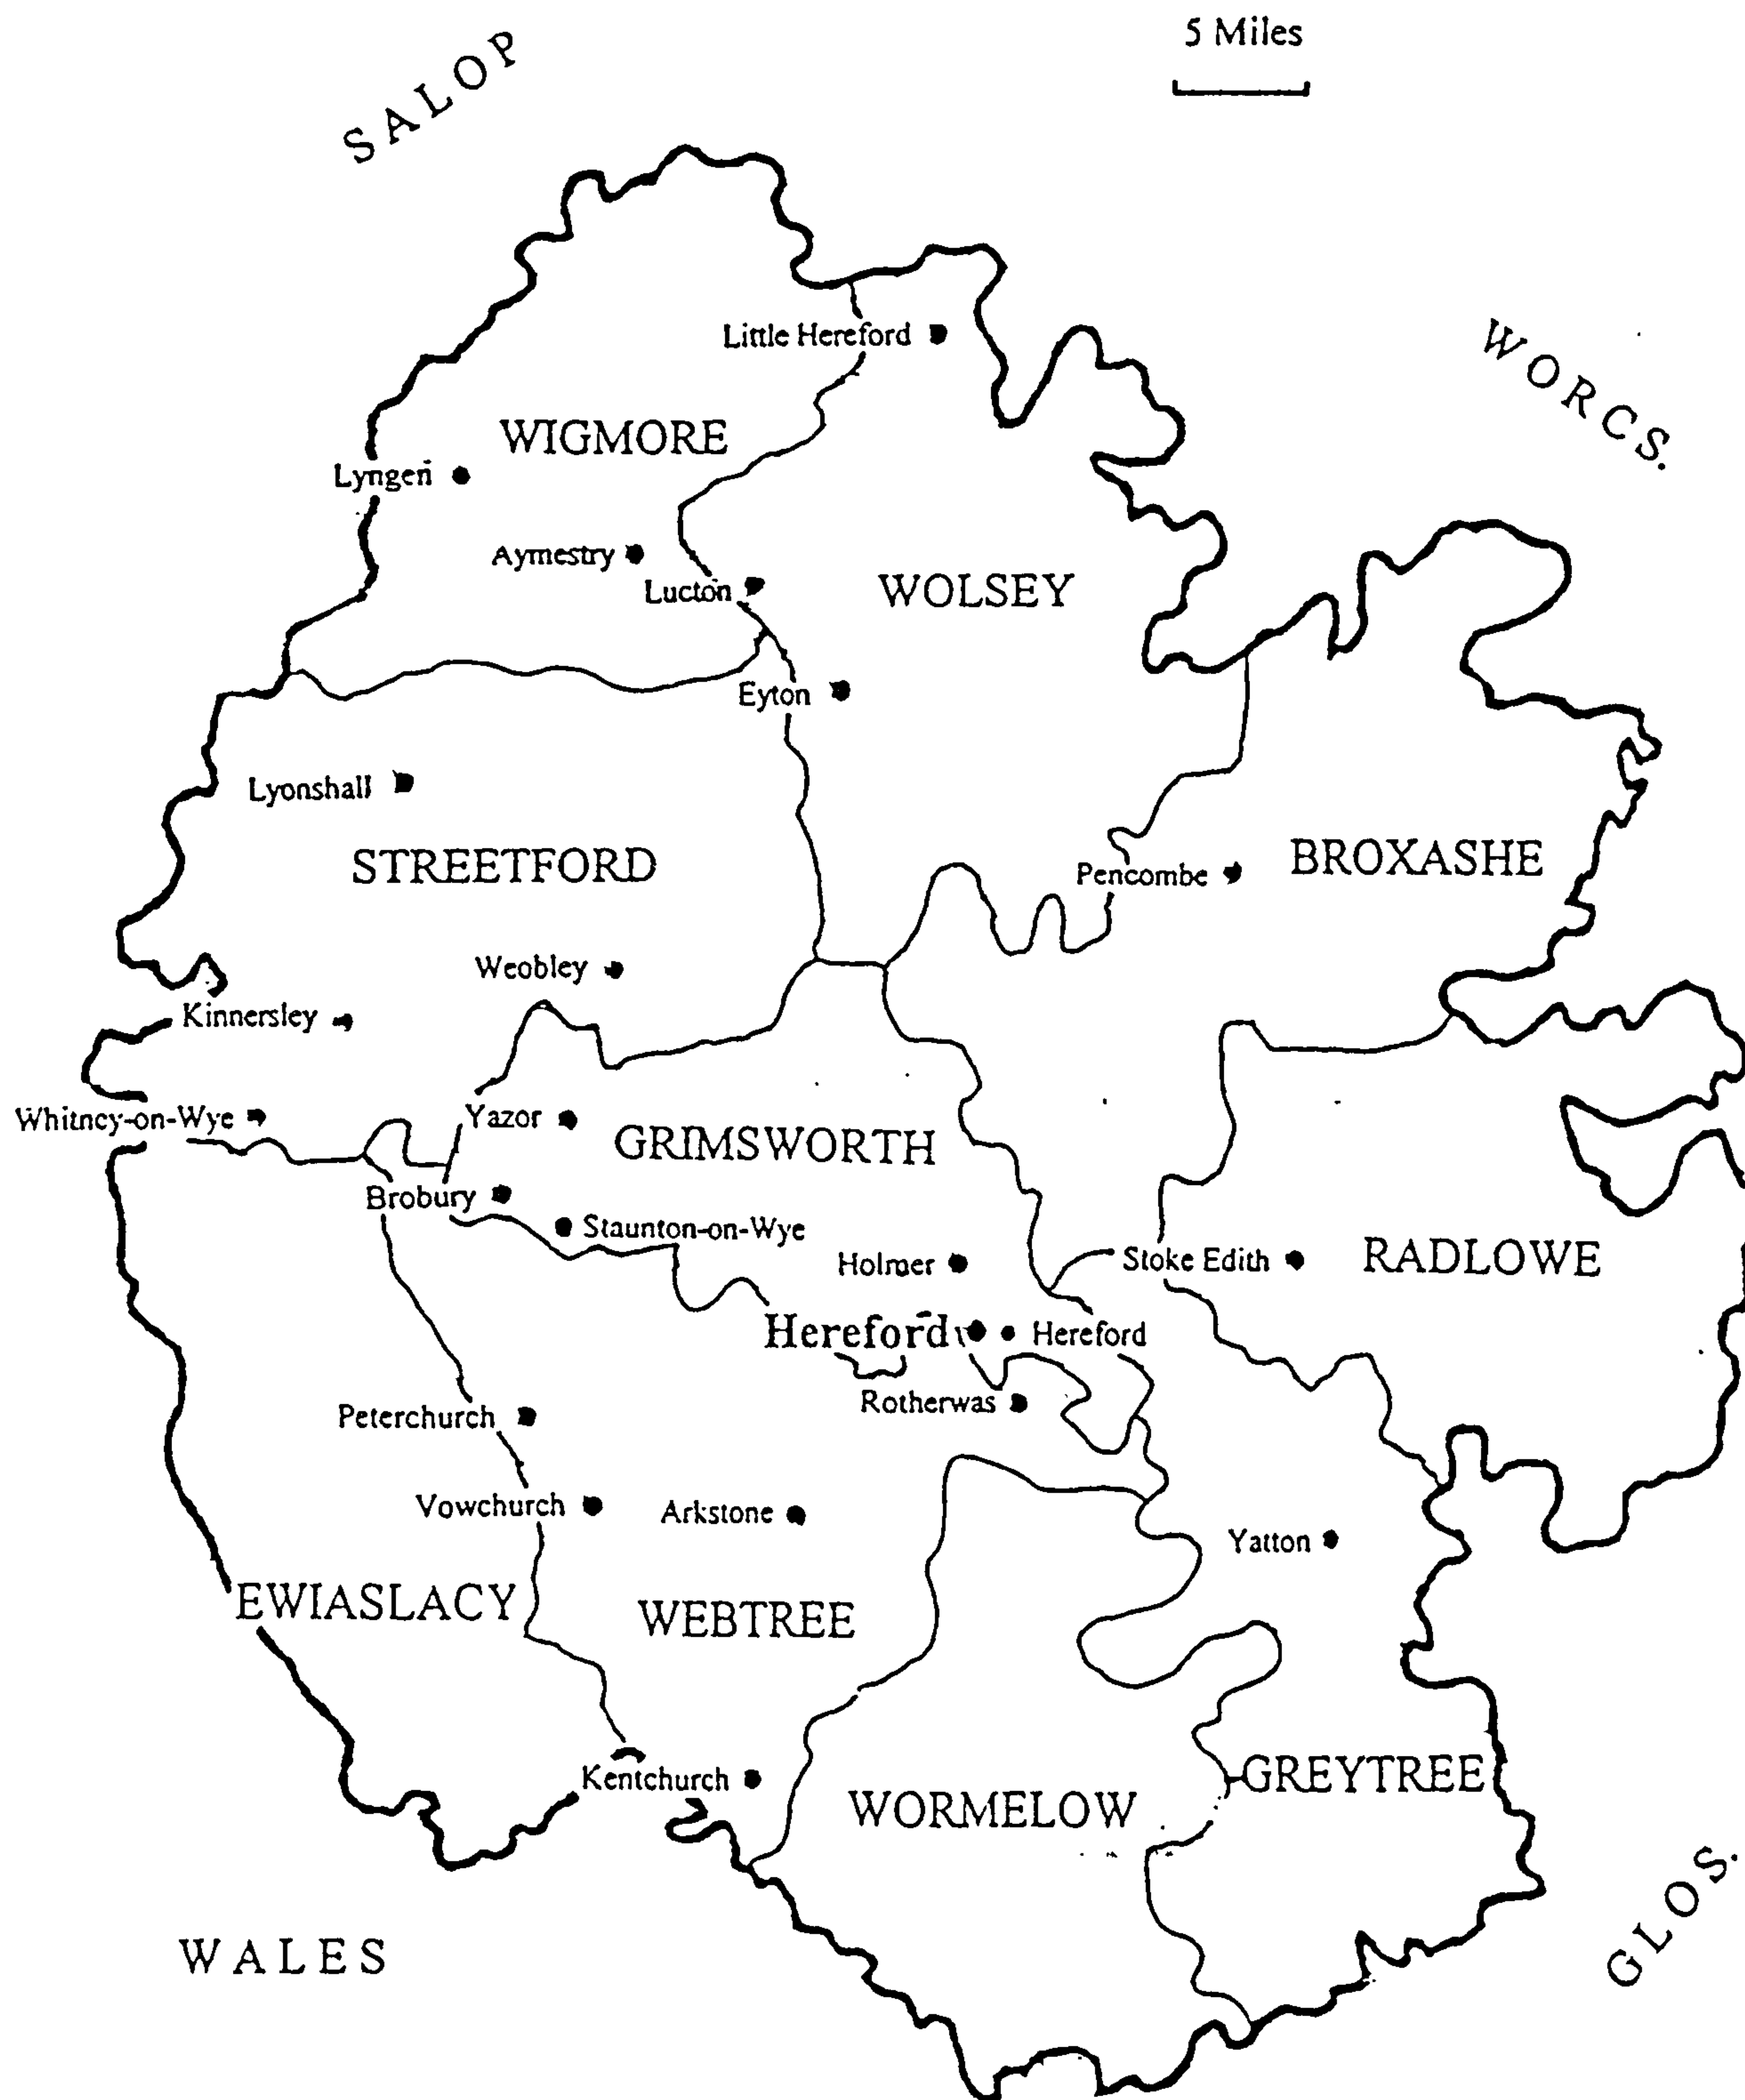 5 Miles
SALOP
WORCS.
Little Hereford
WIGMORE
Lyngen
Aymestry
Lucton
WOLSEY
Eyton
Lyonshall
STREETFORD
BROXASHE
Pencombe
Weobley
Kinnersley
Whitney-on-Wye
Yazor
GRIMSWORTH
Brobury
Staunton-on-Wye
Holmer
Stoke Edith
RADLOWE
Hereford
Hereford
Rotherwas
Peterchurch
Vowchurch
Arkstone
Yatton
EWIASLACY
WEBTREE
Kentchurch
GREYTREE
WORMELOW
GLOS.
WALES